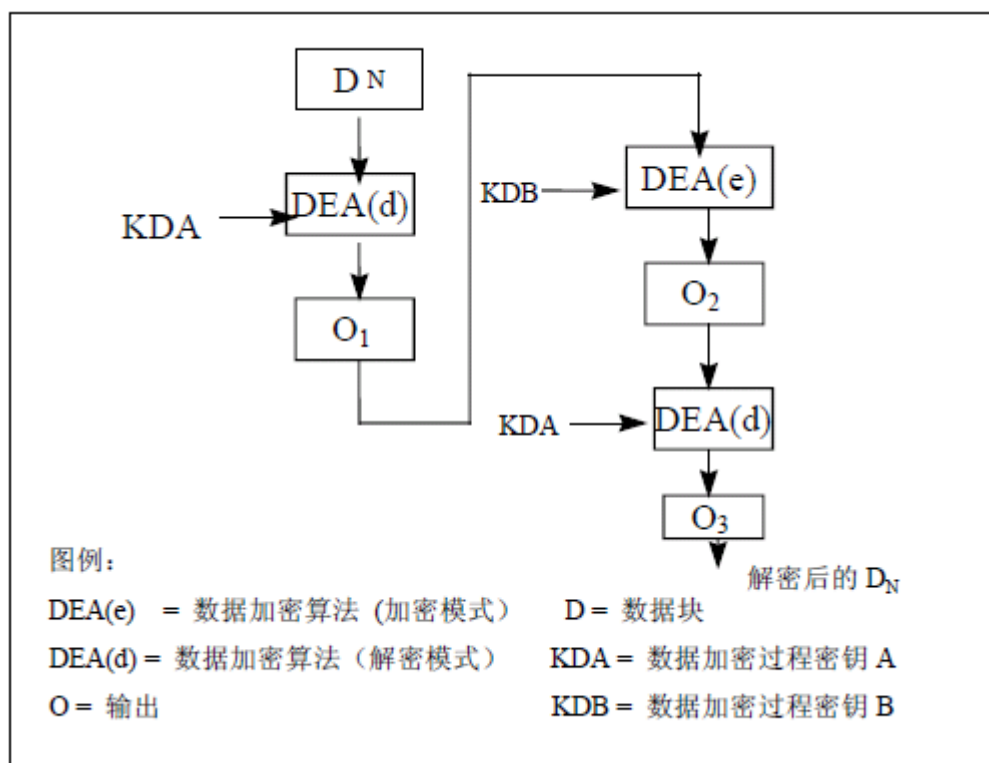 D N
DEA(d)
KDA
O₁
DEA(e)
KDB
O₂
DEA(d)
KDA
O₃
解密后的 D_N
图例：
DEA(e) = 数据加密算法 (加密模式） D = 数据块
DEA(d) = 数据加密算法（解密模式） KDA = 数据加密过程密钥 A
O = 输出 KDB = 数据加密过程密钥 B